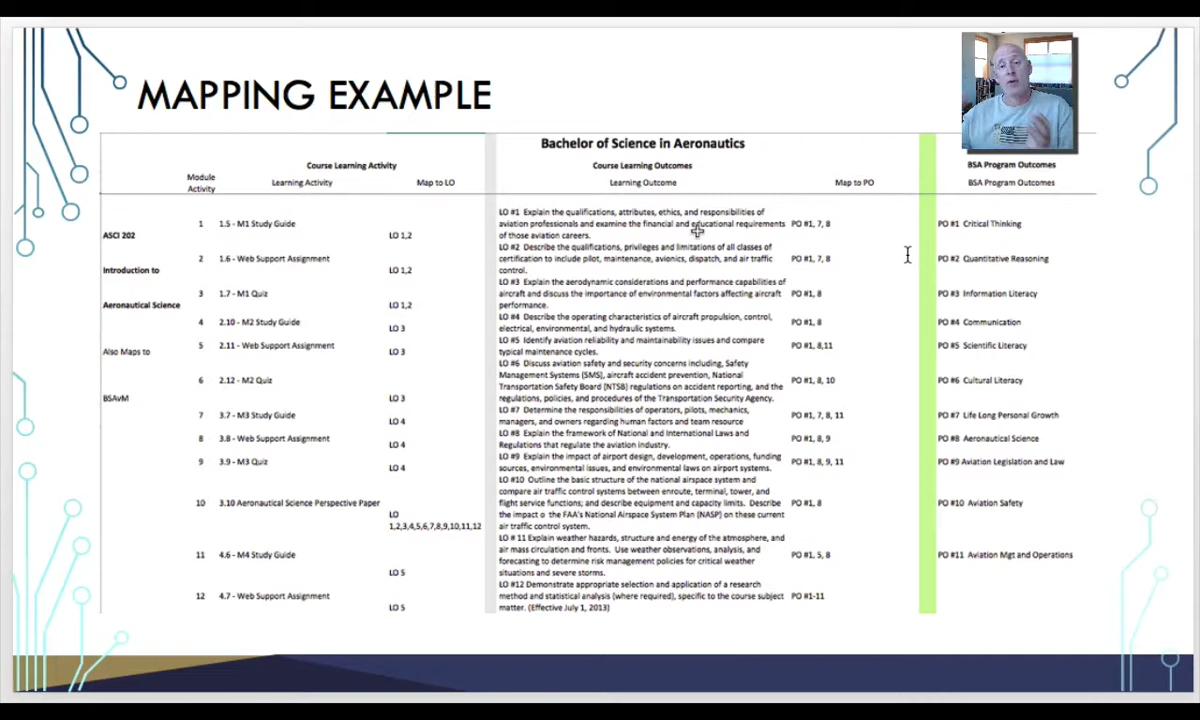 MAPPING EXAMPLE
Bachelor of Science in Aeronautics
Course Learning Activity Course Learning Outcomes BSA Program Outcomes
Module Activity Learning Activity Map to LO Learning Outcome Map to PO BSA Program Outcomes
ASCI 202
Introduction to
Aeronautical Science
Also Maps to
BSAvM
1 1.5 - M1 Study Guide LO 1,2
2 1.6 - Web Support Assignment LO 1,2
3 1.7 - M1 Quiz LO 1,2
4 2.10 - M2 Study Guide LO 3
5 2.11 - Web Support Assignment LO 3
6 2.12 - M2 Quiz LO 3
7 3.7 - M3 Study Guide LO 4
8 3.8 - Web Support Assignment LO 4
9 3.9 - M3 Quiz LO 4
10 3.10 Aeronautical Science Perspective Paper LO
1,2,3,4,5,6,7,8,9,10,11,12
11 4.6 - M4 Study Guide LO 5
12 4.7 - Web Support Assignment LO 5
LO #1 Explain the qualifications, attributes, ethics, and responsibilities of
aviation professionals and examine the financial and educational requirements PO #1, 7, 8
of those aviation careers.
LO #2 Describe the qualifications, privileges and limitations of all classes of
certification to include pilot, maintenance, avionics, dispatch, and air traffic PO #1, 7, 8
control.
LO #3 Explain the aerodynamic considerations and performance capabilities of
aircraft and discuss the importance of environmental factors affecting aircraft PO #1, 8
performance.
LO #4 Describe the operating characteristics of aircraft propulsion, control, PO #1, 8
electrical, environmental, and hydraulic systems.
LO #5 Identify aviation reliability and maintainability issues and compare PO #1, 8,11
typical maintenance cycles.
LO #6 Discuss aviation safety and security concerns including, Safety
Management Systems (SMS), aircraft accident prevention, National PO #1, 8, 10
Transportation Safety Board (NTSB) regulations on accident reporting, and the
regulations, policies, and procedures of the Transportation Security Agency.
LO #7 Determine the responsibilities of operators, pilots, mechanics, PO #1, 7, 8, 11
managers, and owners regarding human factors and team resource
LO #8 Explain the framework of National and International Laws and PO #1, 8, 9
Regulations that regulate the aviation industry.
LO #9 Explain the impact of airport design, development, operations, funding PO #1, 8, 9, 11
sources, environmental issues, and environmental laws on airport systems.
LO #10 Outline the basic structure of the national airspace system and
compare air traffic control systems between enroute, terminal, tower, and
flight service functions; and describe equipment and capacity limits. Describe PO #1, 8
the impact o the FAA's National Airspace System Plan (NASP) on these current
air traffic control system.
LO # 11 Explain weather hazards, structure and energy of the atmosphere, and
air mass circulation and fronts. Use weather observations, analysis, and PO #1, 5, 8
forecasting to determine risk management policies for critical weather
situations and severe storms.
LO #12 Demonstrate appropriate selection and application of a research
method and statistical analysis (where required), specific to the course subject PO #1-11
matter. (Effective July 1, 2013)
PO #1 Critical Thinking
PO #2 Quantitative Reasoning
PO #3 Information Literacy
PO #4 Communication
PO #5 Scientific Literacy
PO #6 Cultural Literacy
PO #7 Life Long Personal Growth
PO #8 Aeronautical Science
PO #9 Aviation Legislation and Law
PO #10 Aviation Safety
PO #11 Aviation Mgt and Operations